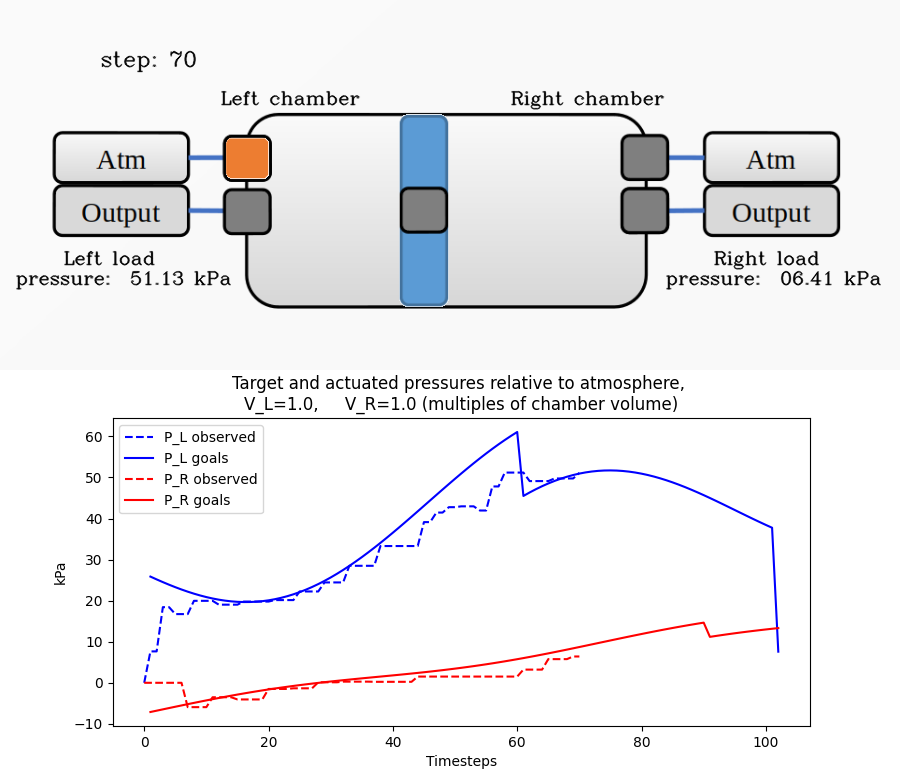 step: 70
Left chamber
Right chamber
Atm
Atm
Output
Output
Left load
pressure: 51.13 kPa
Right load
pressure: 06.41 kPa
Target and actuated pressures relative to atmosphere,
V_L=1.0, V_R=1.0 (multiples of chamber volume)
P_L observed
P_L goals
P_R observed
P_R goals
60
50
40
30
20
10
0
−10
kPa
0
20
40
60
80
100
Timesteps